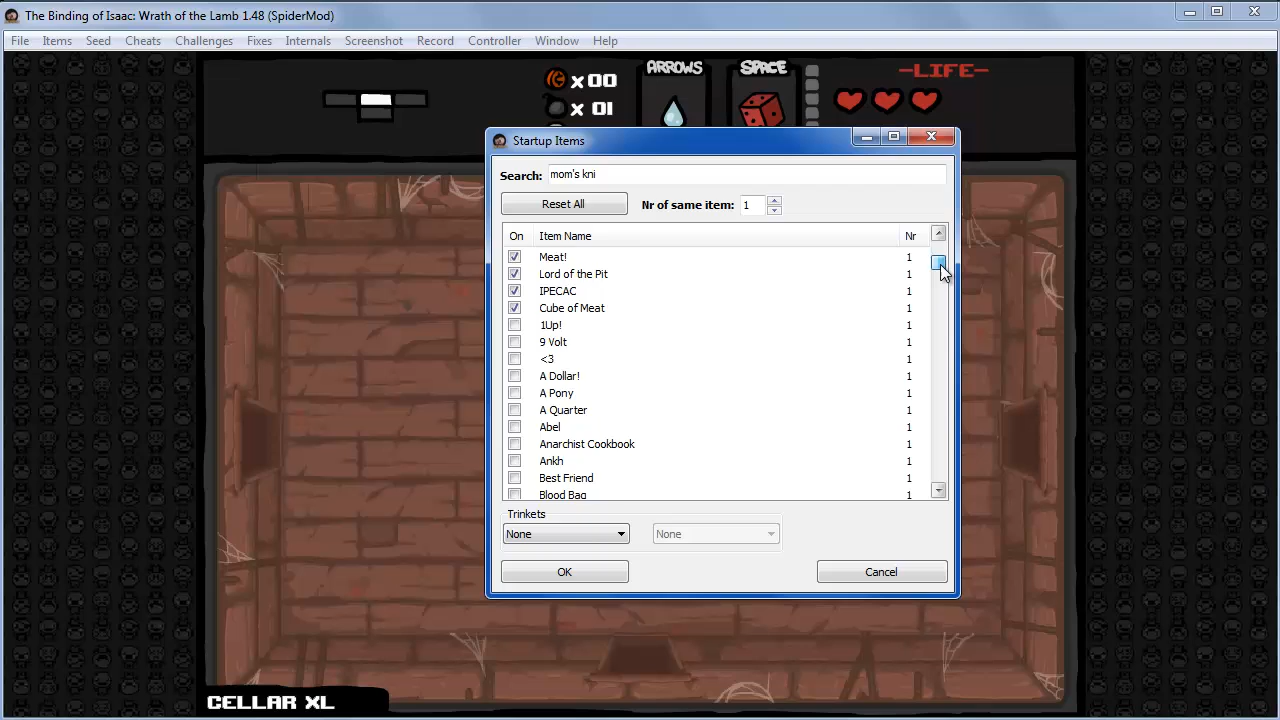 The Binding of Isaac: Wrath of the Lamb 1.48 (SpiderMod)
File Items Seed Cheats Challenges Fixes Internals Screenshot Record Controller Window Help
x 00
x 01
ARROWS
SPACE
-LIFE-
Startup Items
Search: mom's kni
Reset All
Nr of same item: 1
On Item Name Nr
Meat! 1
Lord of the Pit 1
IPECAC 1
Cube of Meat 1
1Up! 1
9 Volt 1
<3 1
A Dollar! 1
A Pony 1
A Quarter 1
Abel 1
Anarchist Cookbook 1
Ankh 1
Best Friend 1
Blood Bag 1
Trinkets
None None
OK Cancel
CELLAR XL